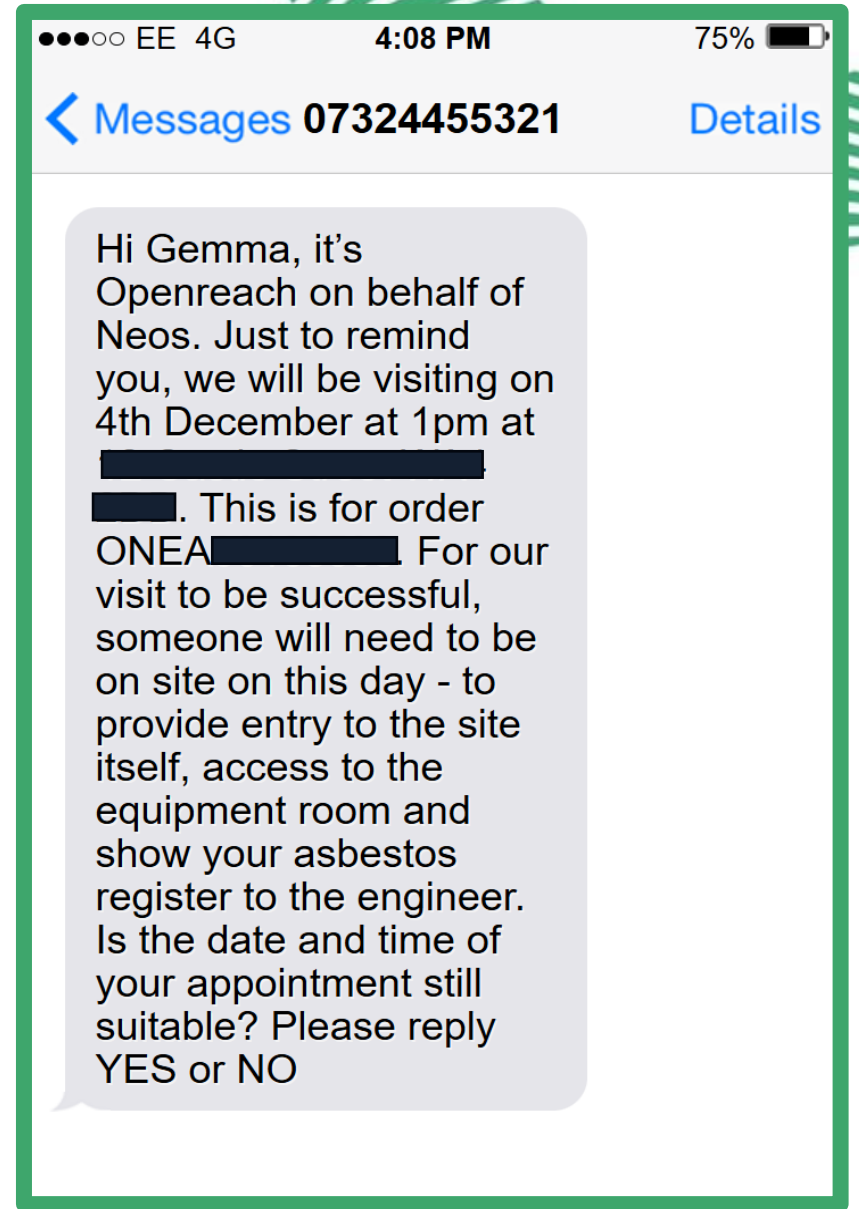 EE 4G 4:08 PM 75%
Messages 07324455321 Details
Hi Gemma, it’s
Openreach on behalf of
Neos. Just to remind
you, we will be visiting on
4th December at 1pm at
. This is for order
ONEA . For our
visit to be successful,
someone will need to be
on site on this day - to
provide entry to the site
itself, access to the
equipment room and
show your asbestos
register to the engineer.
Is the date and time of
your appointment still
suitable? Please reply
YES or NO